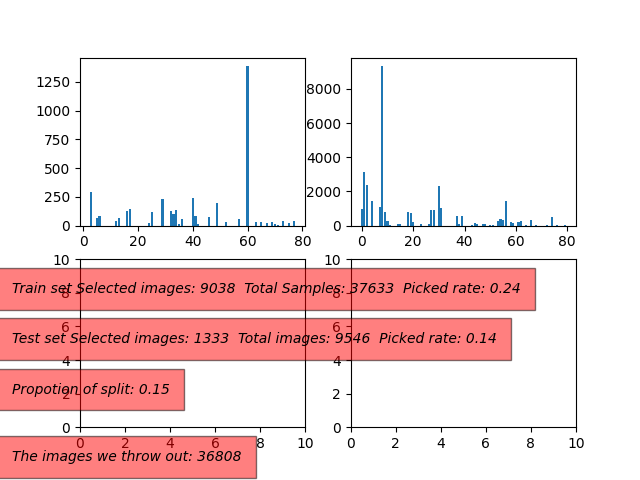 1250
1000
750
500
250
0
0 20 40 60 80
8000
6000
4000
2000
0
0 20 40 60 80
10
8
6
4
2
0 2 4 6 8 10
10
8
6
4
2
0
0 2 4 6 8 10
Train set Selected images: 9038 Total Samples: 37633 Picked rate: 0.24
Test set Selected images: 1333 Total images: 9546 Picked rate: 0.14
Propotion of split: 0.15
The images we throw out: 36808